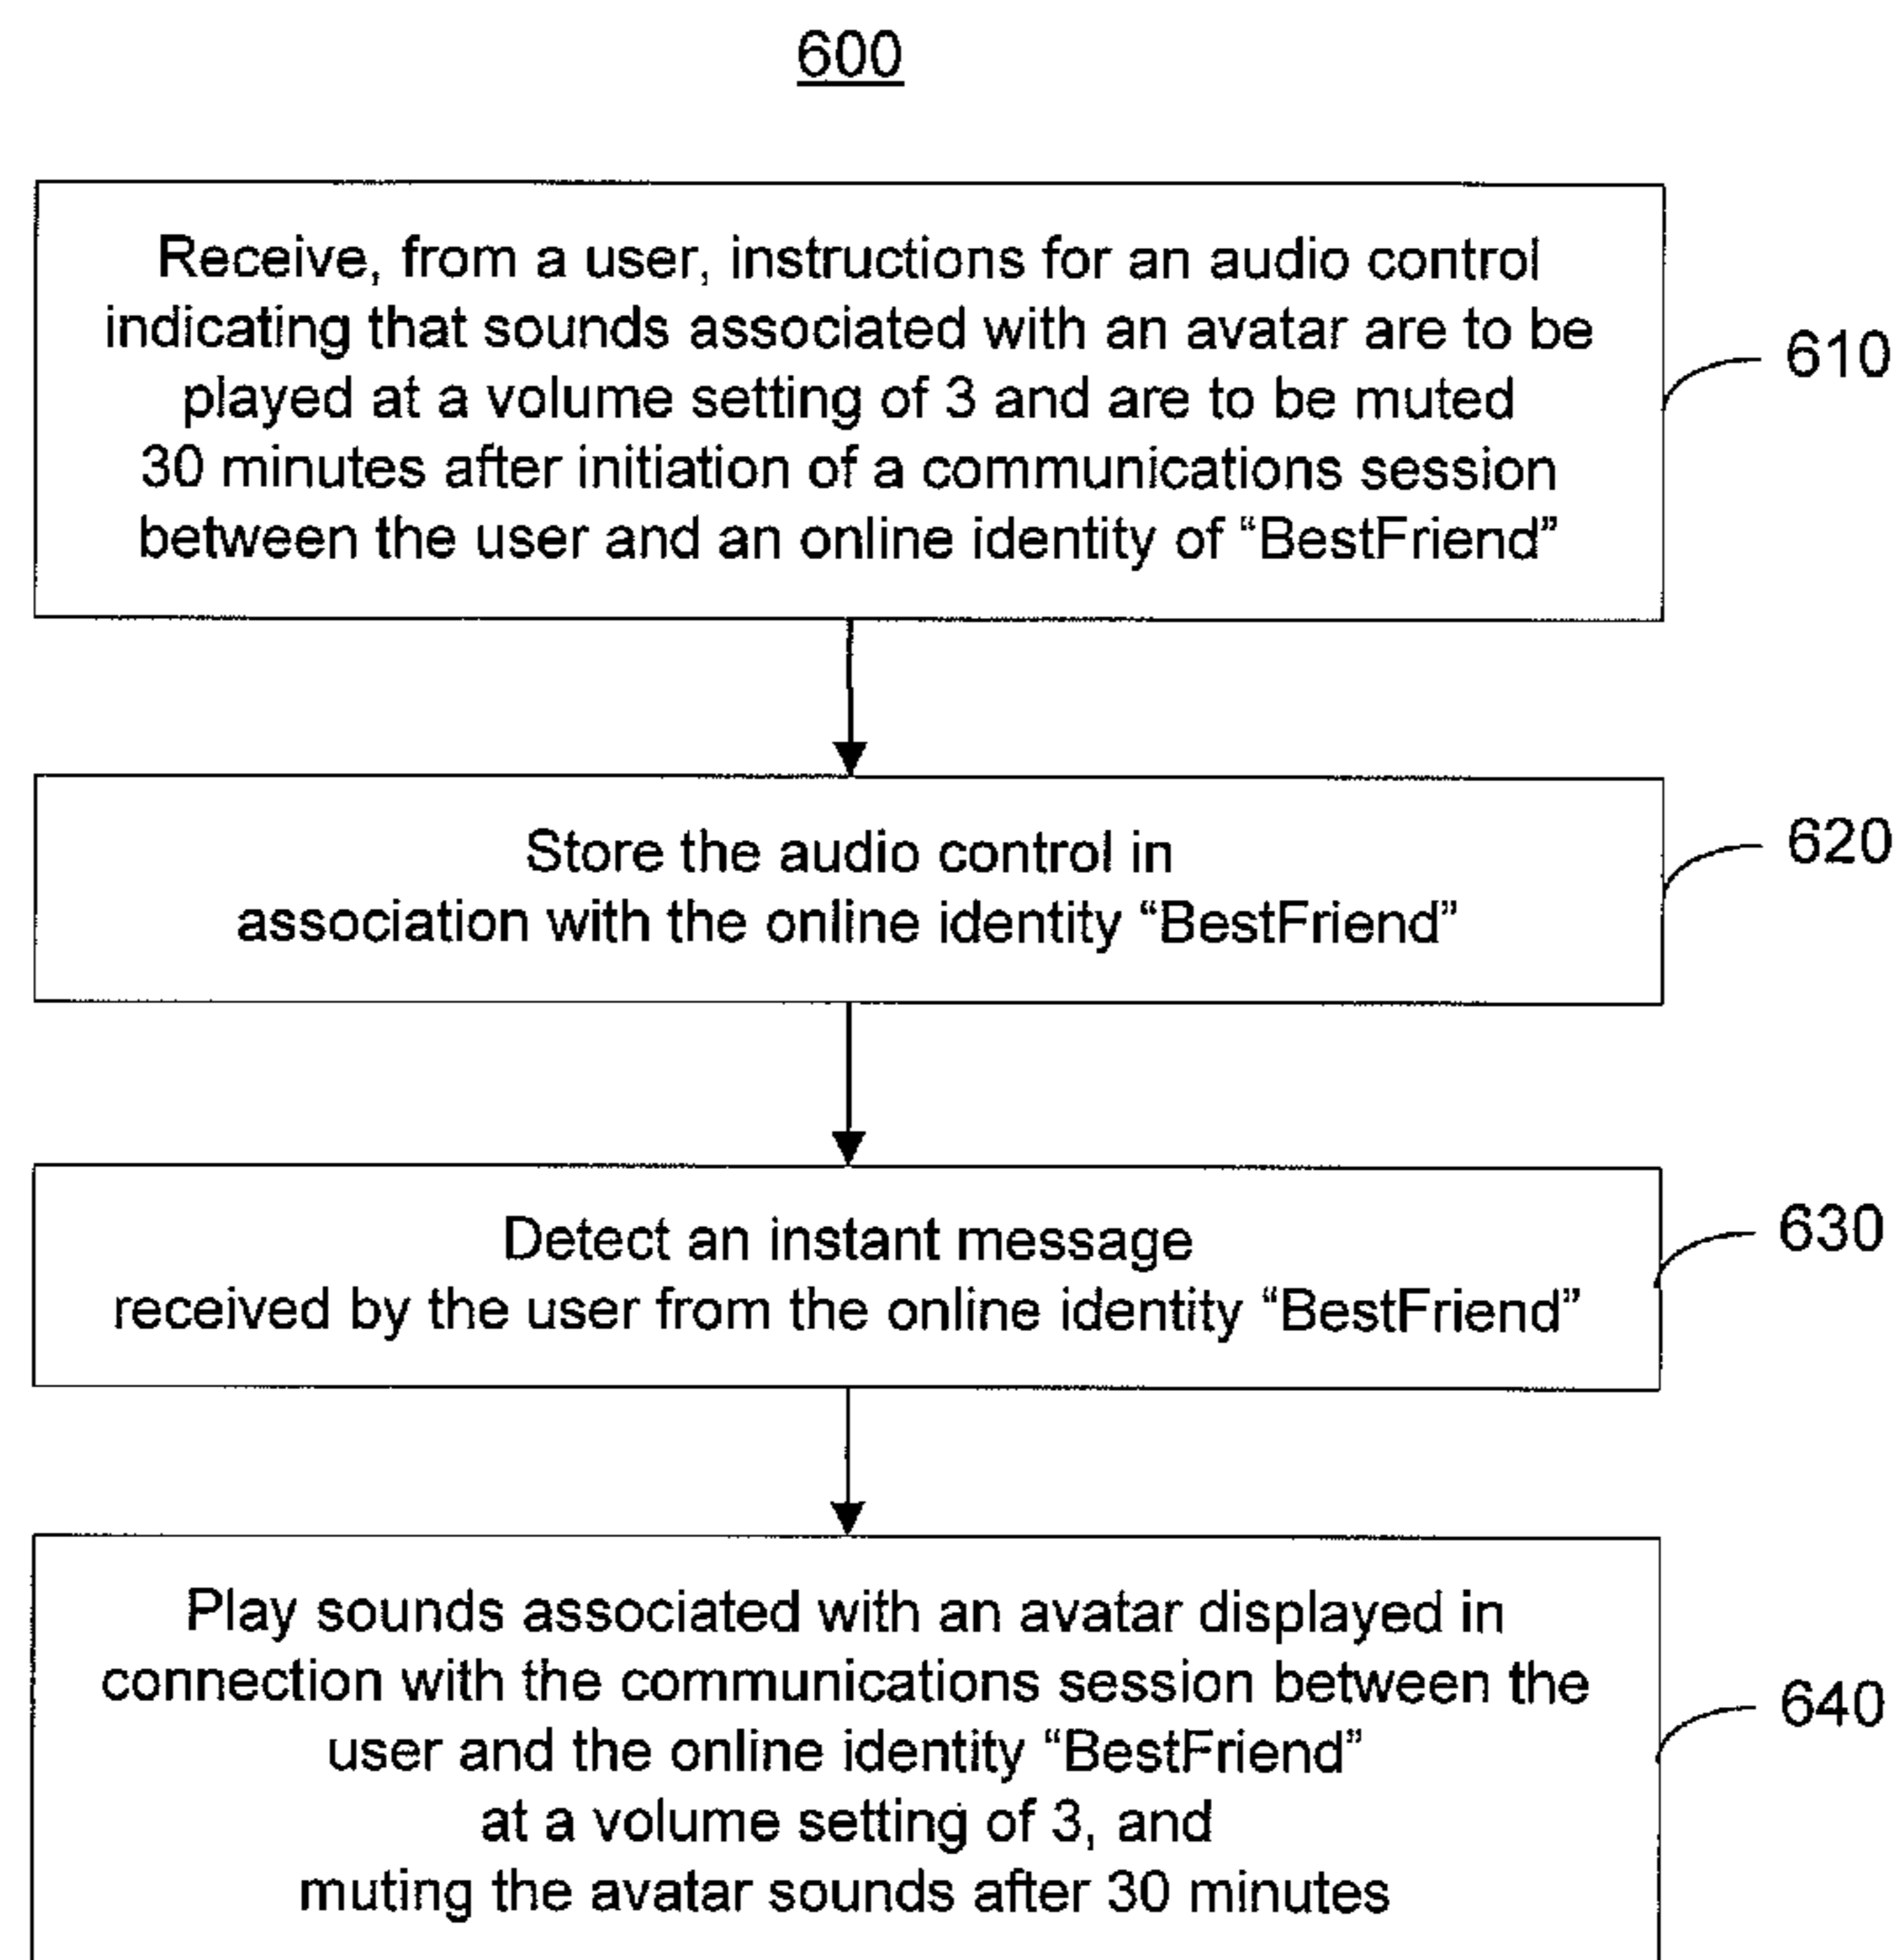 600
Receive, from a user, instructions for an audio control
indicating that sounds associated with an avatar are to be
played at a volume setting of 3 and are to be muted
30 minutes after initiation of a communications session
between the user and an online identity of “BestFriend”
610
Store the audio control in
association with the online identity “BestFriend”
620
Detect an instant message
received by the user from the online identity “BestFriend”
630
Play sounds associated with an avatar displayed in
connection with the communications session between the
user and the online identity “BestFriend”
at a volume setting of 3, and
muting the avatar sounds after 30 minutes
640